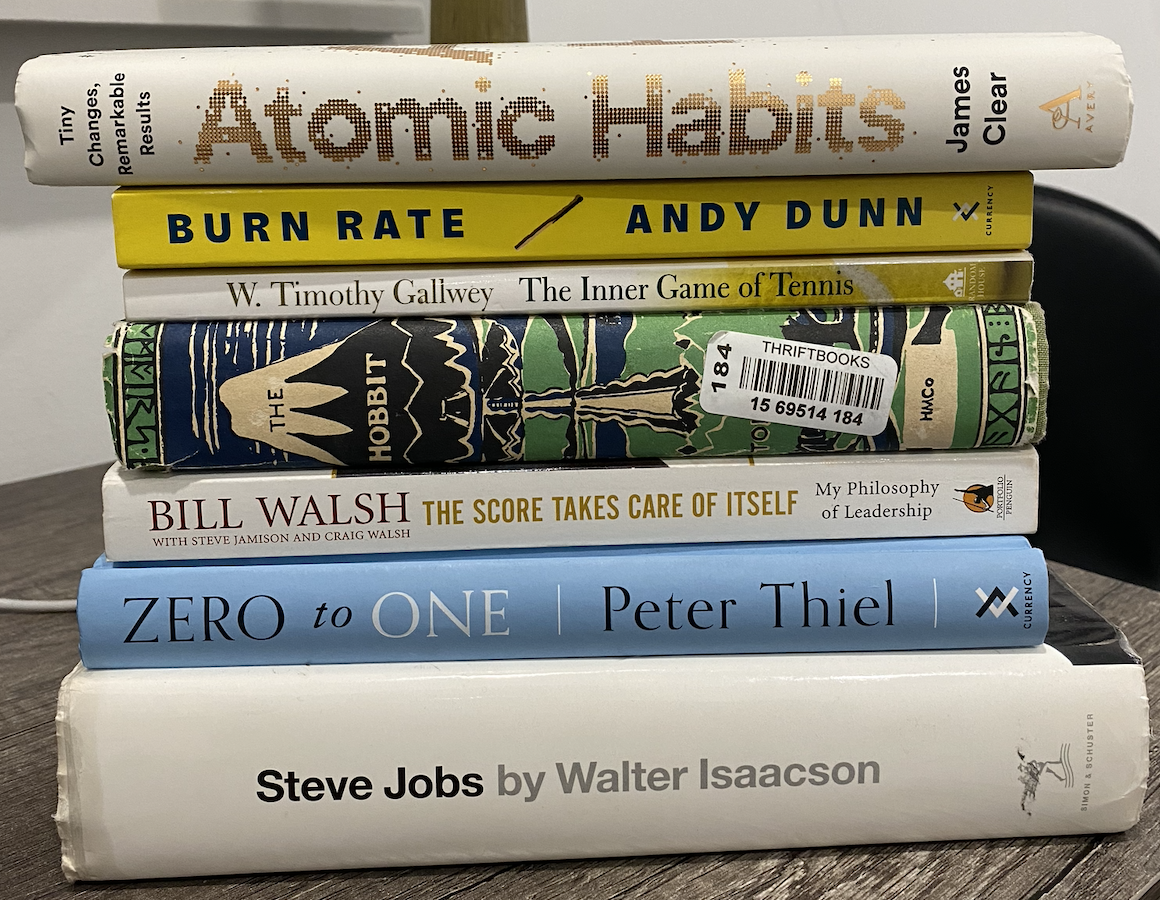 Tiny
Changes,
Remarkable
Results
Atomic Habits
James
Clear
A
AVERY
BURN RATE / ANDY DUNN
CURRENCY
W. Timothy Gallwey The Inner Game of Tennis
RANDOM
HOUSE
THE
HOBBIT
184
THRIFTBOOKS
15 69514 184
HMCo
BILL WALSH
WITH STEVE JAMISON AND CRAIG WALSH
THE SCORE TAKES CARE OF ITSELF
My Philosophy
of Leadership
PORTFOLIO
PENGUIN
ZERO to ONE | Peter Thiel
CURRENCY
Steve Jobs by Walter Isaacson
SIMON & SCHUSTER